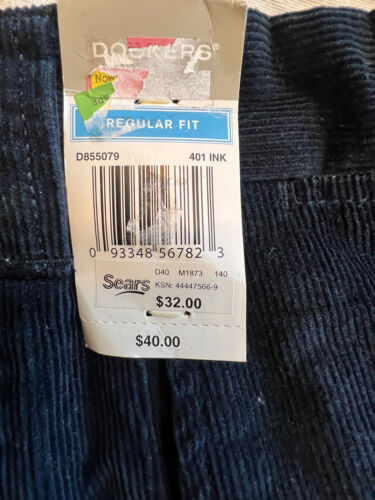 DOCKERS®
Now
REGULAR FIT
D855079 401 INK
0 93348 56782 3
Sears
D40 M1873 140
KSN: 44447566-9
$32.00
$40.00